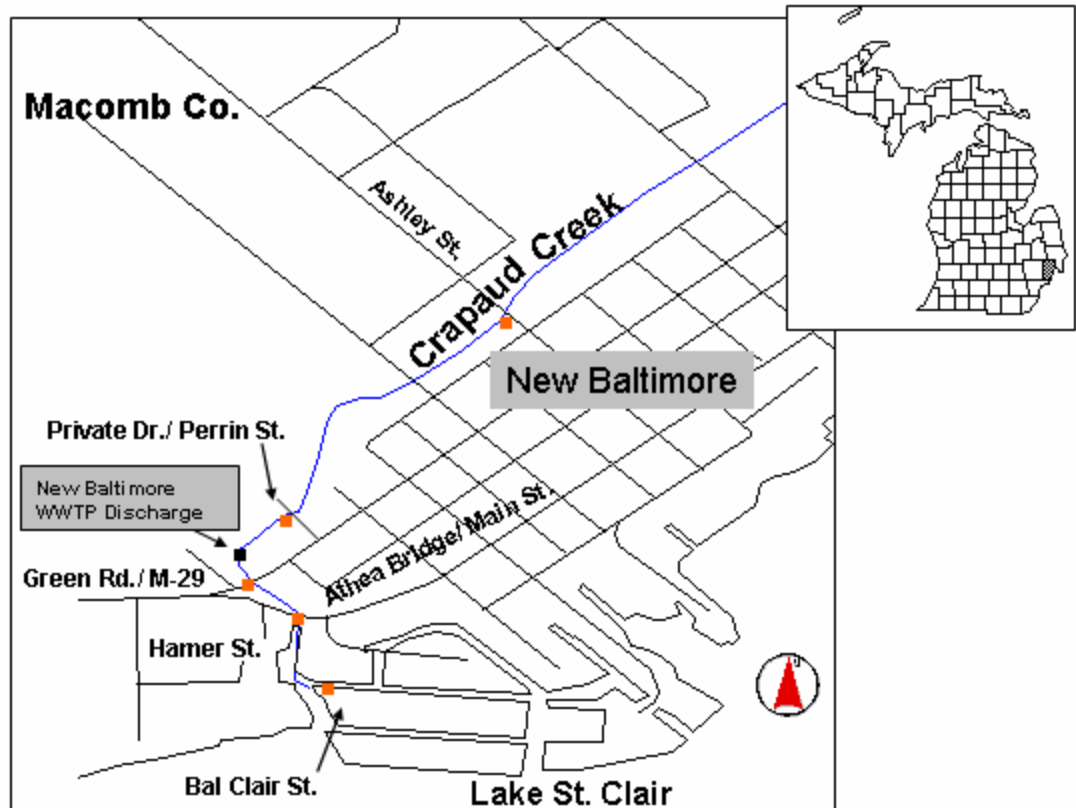 Macomb Co.
Ashley St.
Crapaud Creek
New Baltimore
Private Dr./ Perrin St.
New Baltimore
WWTP Discharge
Athea Bridge/ Main St.
Green Rd./ M-29
Hamer St.
Bal Clair St.
Lake St. Clair